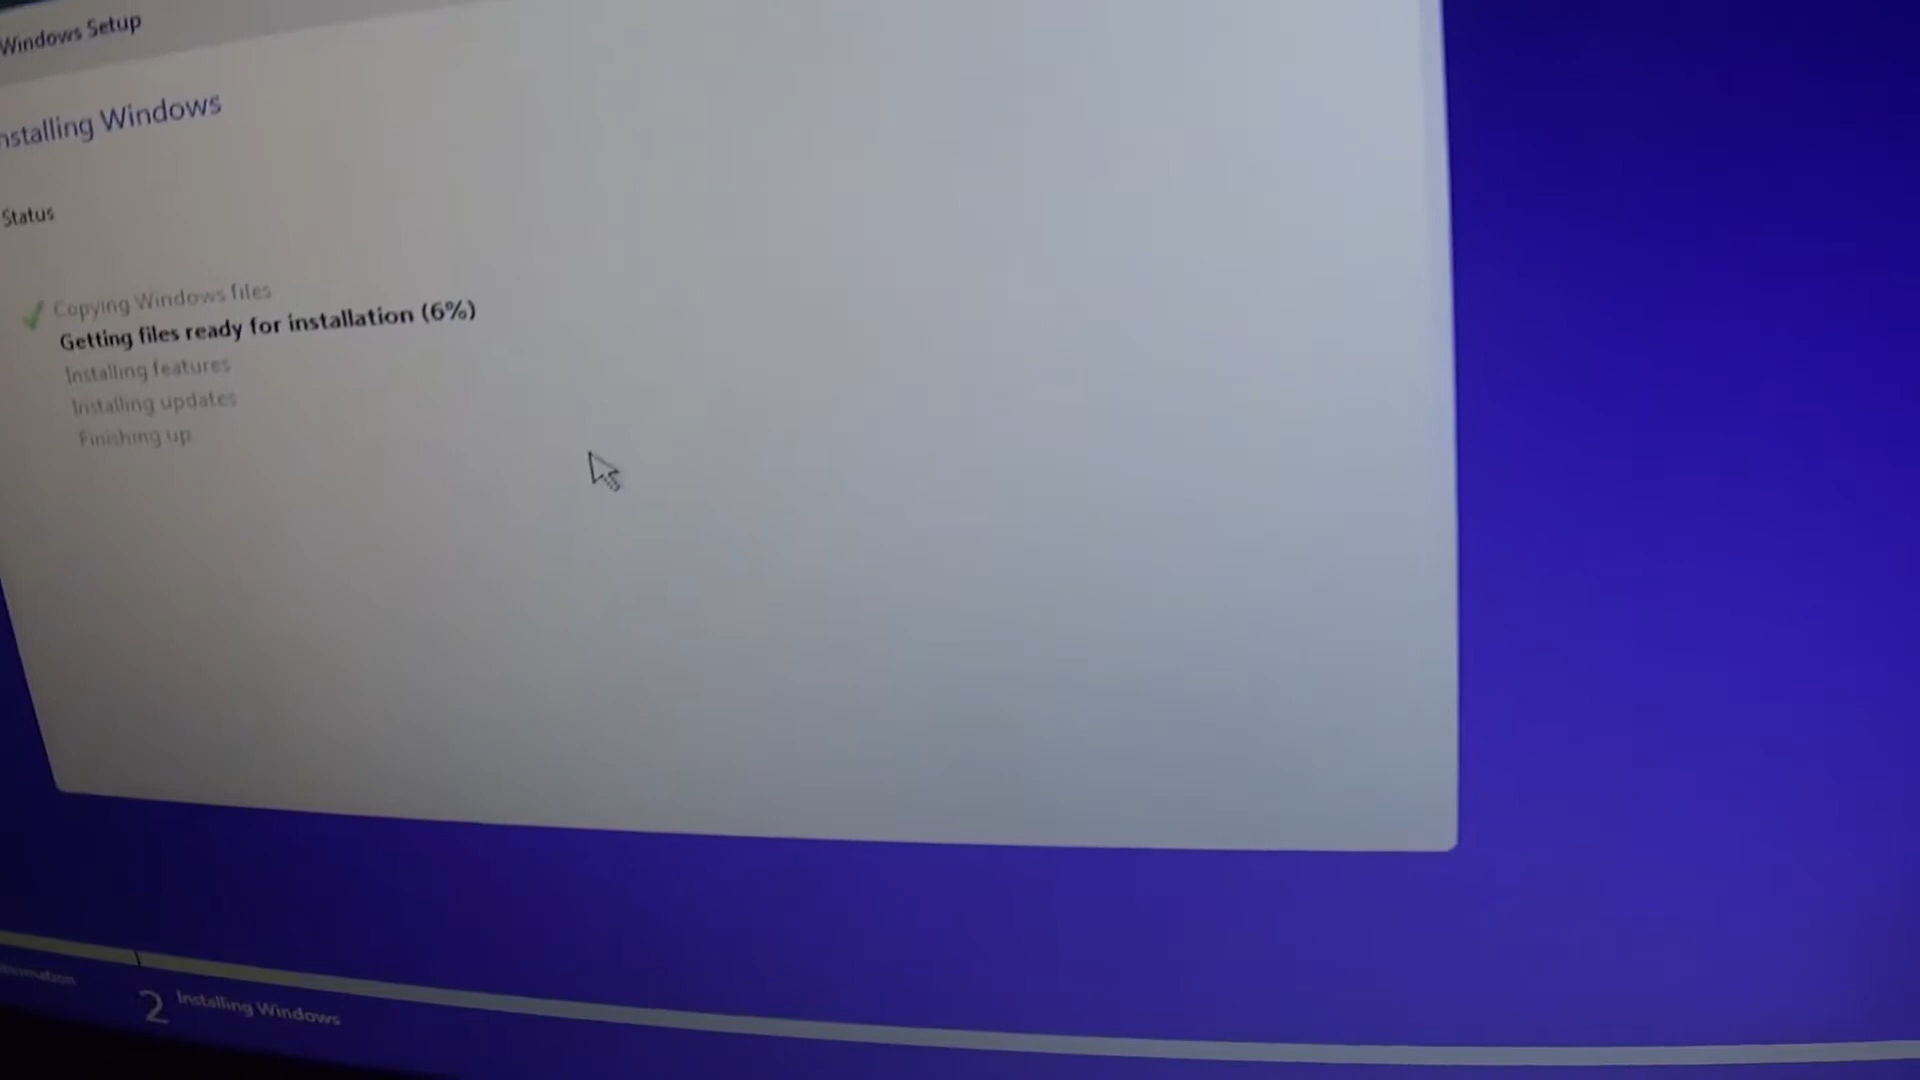 Windows Setup
nstalling Windows
Status
Copying Windows files
Getting files ready for installation (6%)
Installing features
Installing updates
Finishing up
2 Installing Windows